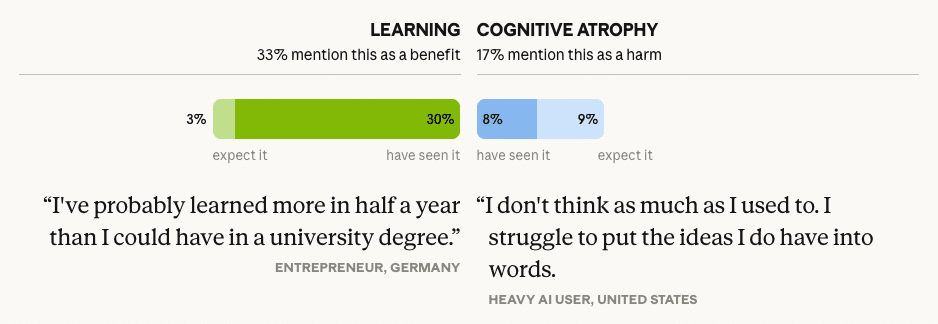 LEARNING
33% mention this as a benefit
3%
30%
expect it
have seen it
“I've probably learned more in half a year
than I could have in a university degree.”
ENTREPRENEUR, GERMANY
COGNITIVE ATROPHY
17% mention this as a harm
8%
9%
have seen it
expect it
“I don't think as much as I used to. I
struggle to put the ideas I do have into
words.
HEAVY AI USER, UNITED STATES